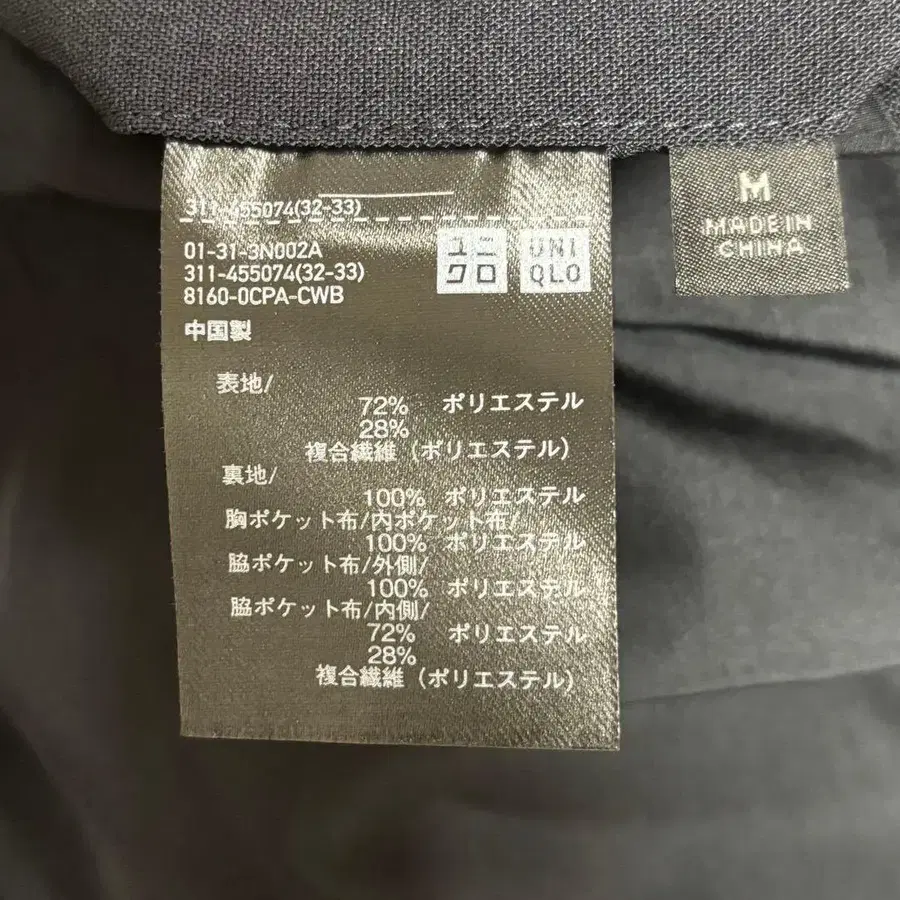 311-455074(32-33)
01-31-3N002A
311-455074(32-33)
8160-0CPA-CWB
中国製
ユニ
クロ
UNI
QLO
M
MADE IN
CHINA
表地/
72% ポリエステル
28%
複合繊維(ポリエステル)
裏地/
100% ポリエステル
胸ポケット布/内ポケット布/
100% ポリエステル
脇ポケット布/外側/
100% ポリエステル
脇ポケット布/内側/
72% ポリエステル
28%
複合繊維(ポリエステル)